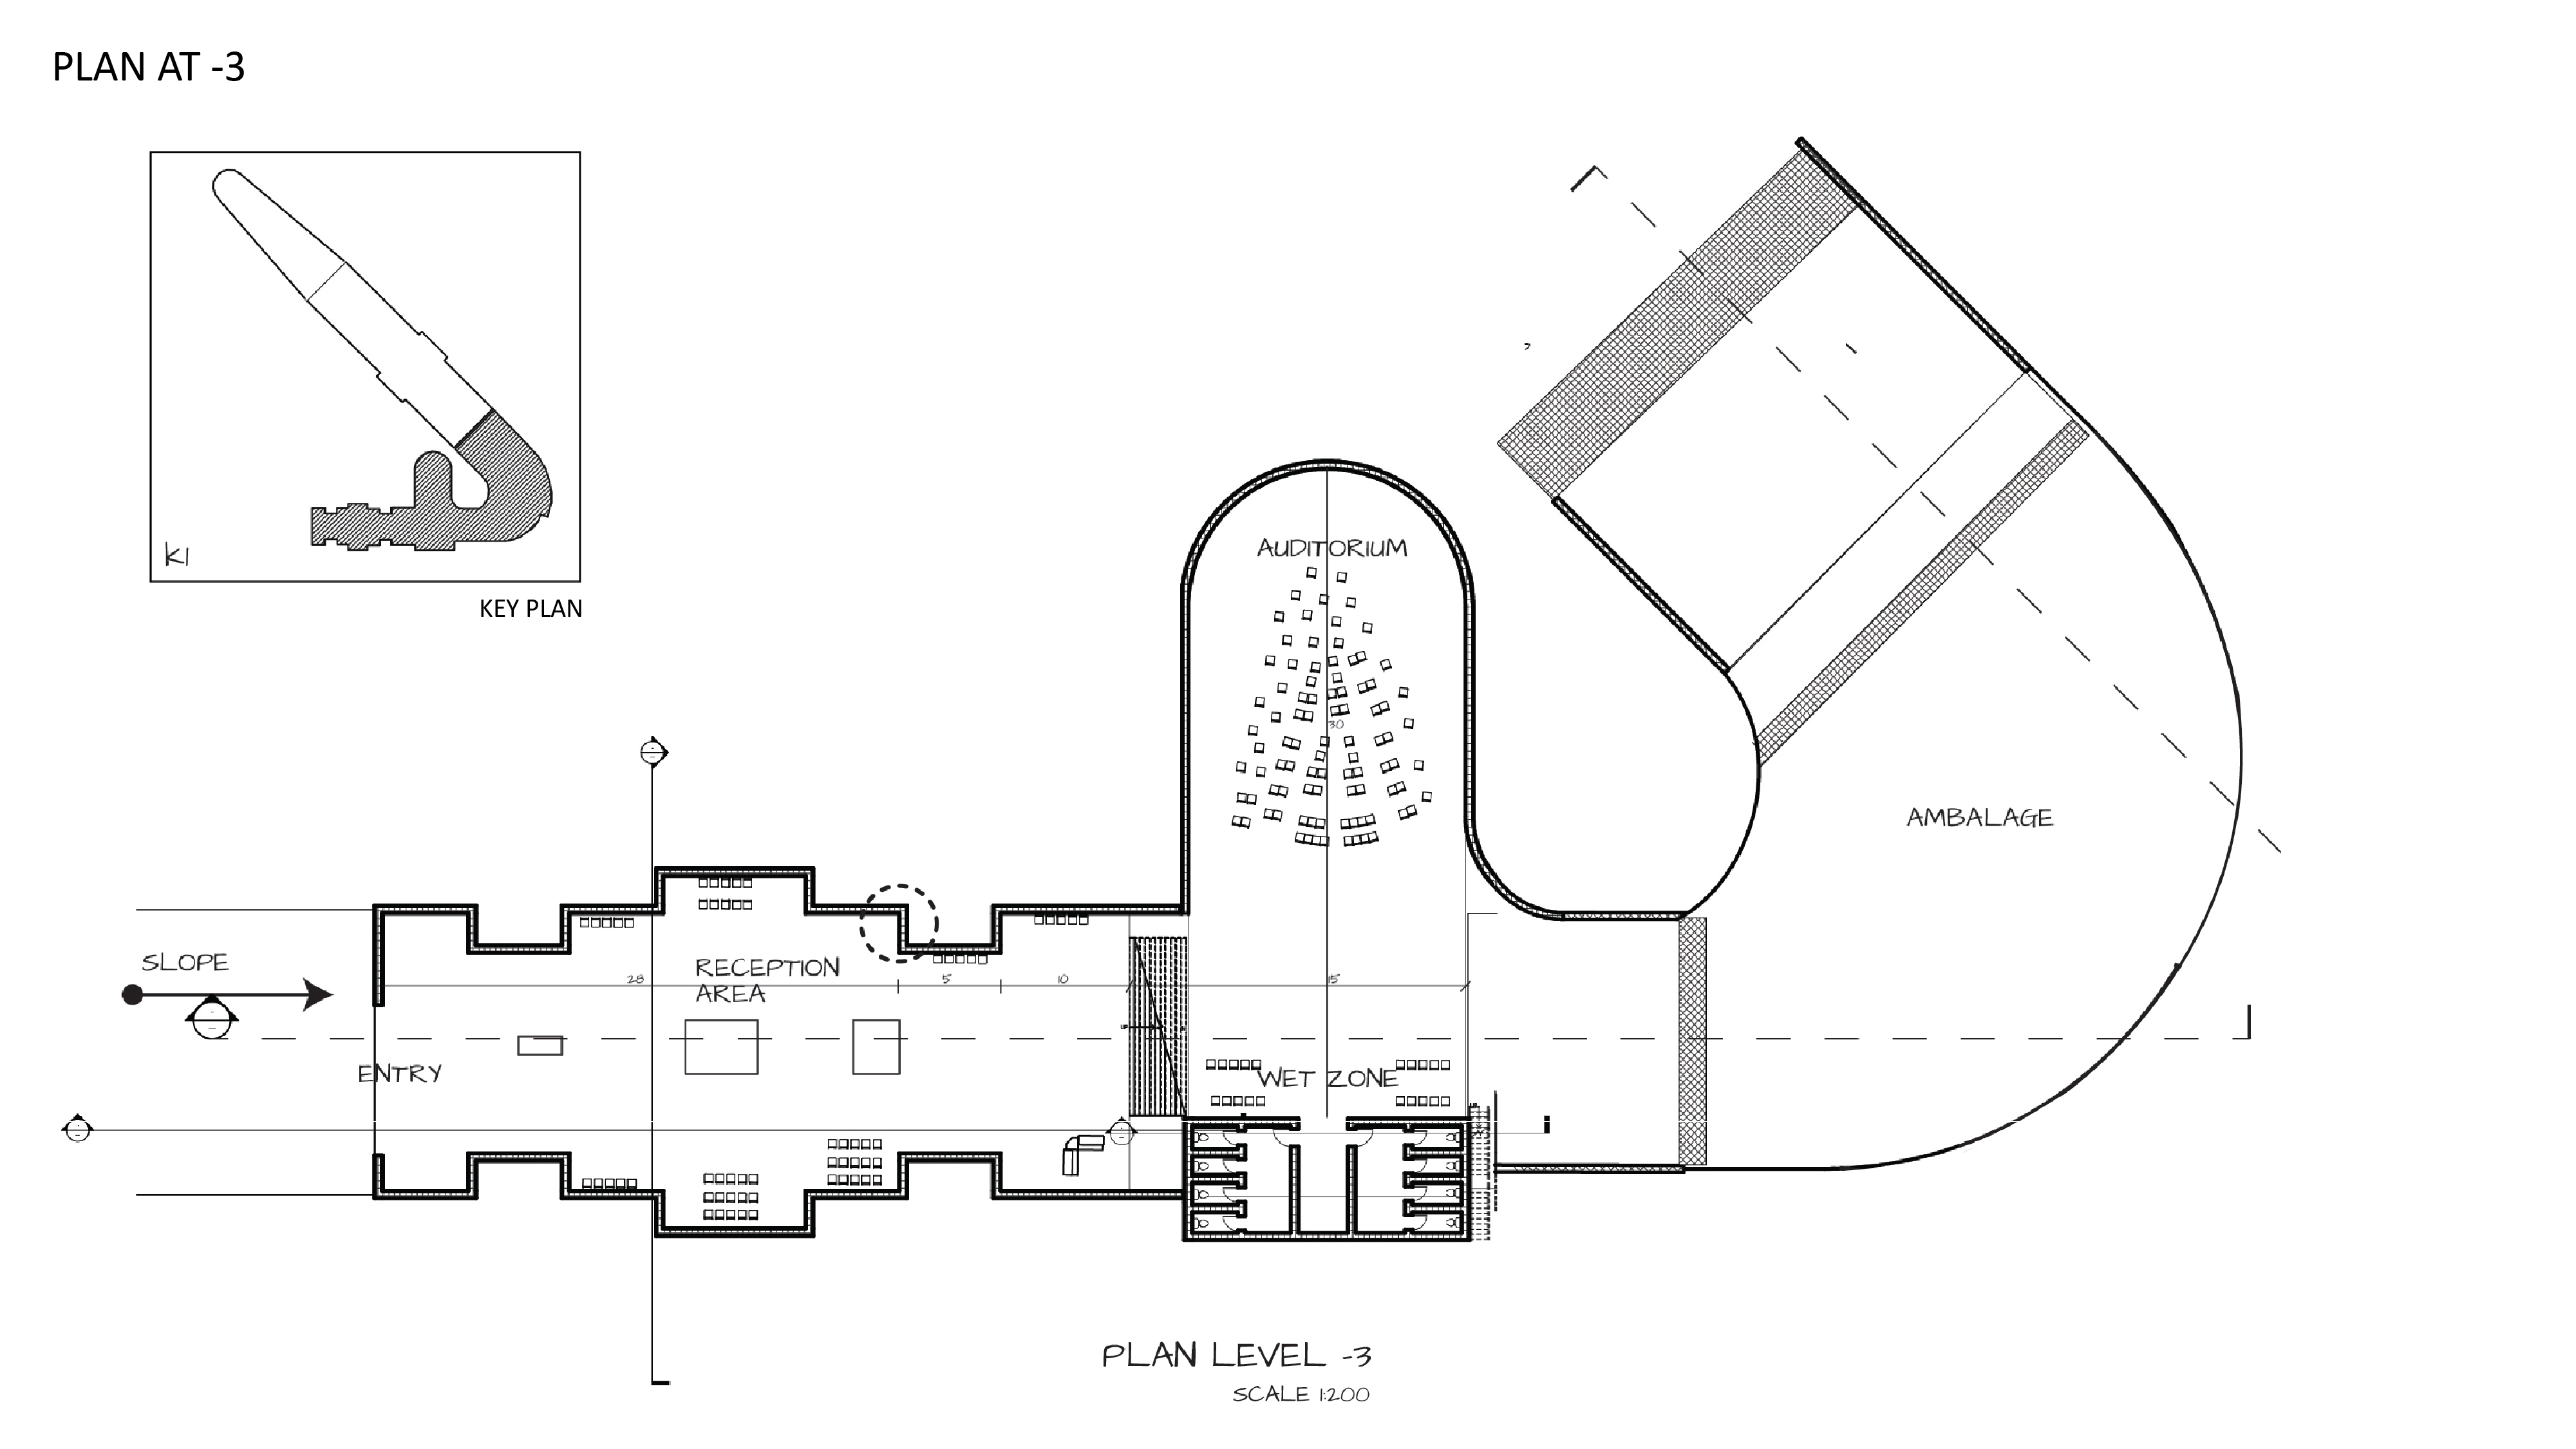 PLAN AT -3
K1
KEY PLAN
AUDITORIUM
30
AMBALAGE
SLOPE
RECEPTION
AREA
28
5
10
15
UP
ENTRY
WET ZONE
PLAN LEVEL -3
SCALE 1:200